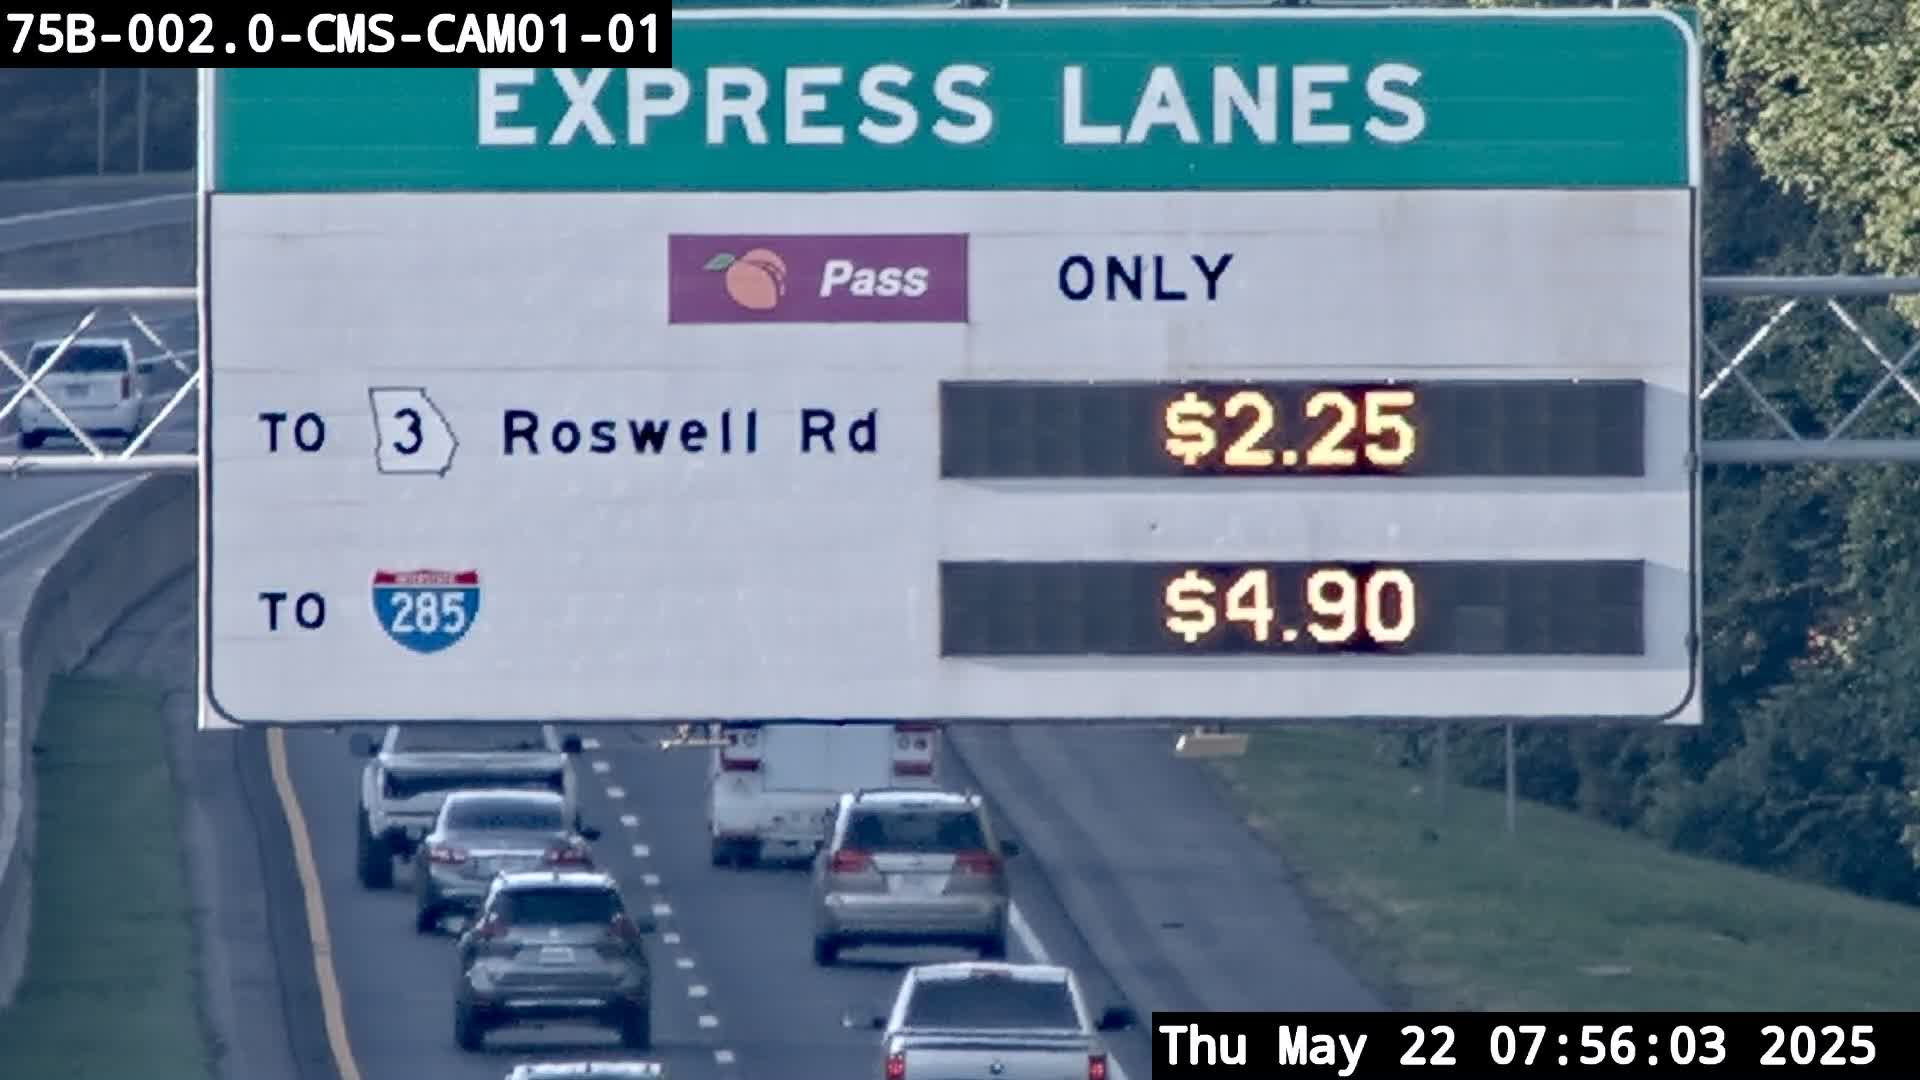 75B-002.0-CMS-CAM01-01
EXPRESS LANES
Pass ONLY
TO 3 Roswell Rd $2.25
INTERSTATE
TO 285 $4.90
Thu May 22 07:56:03 2025